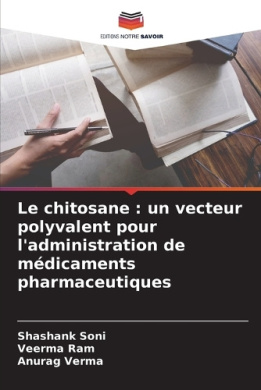 EDITIONS NOTRE SAVOIR
Le chitosane : un vecteur
polyvalent pour
l'administration de
médicaments
pharmaceutiques
Shashank Soni
Veerma Ram
Anurag Verma